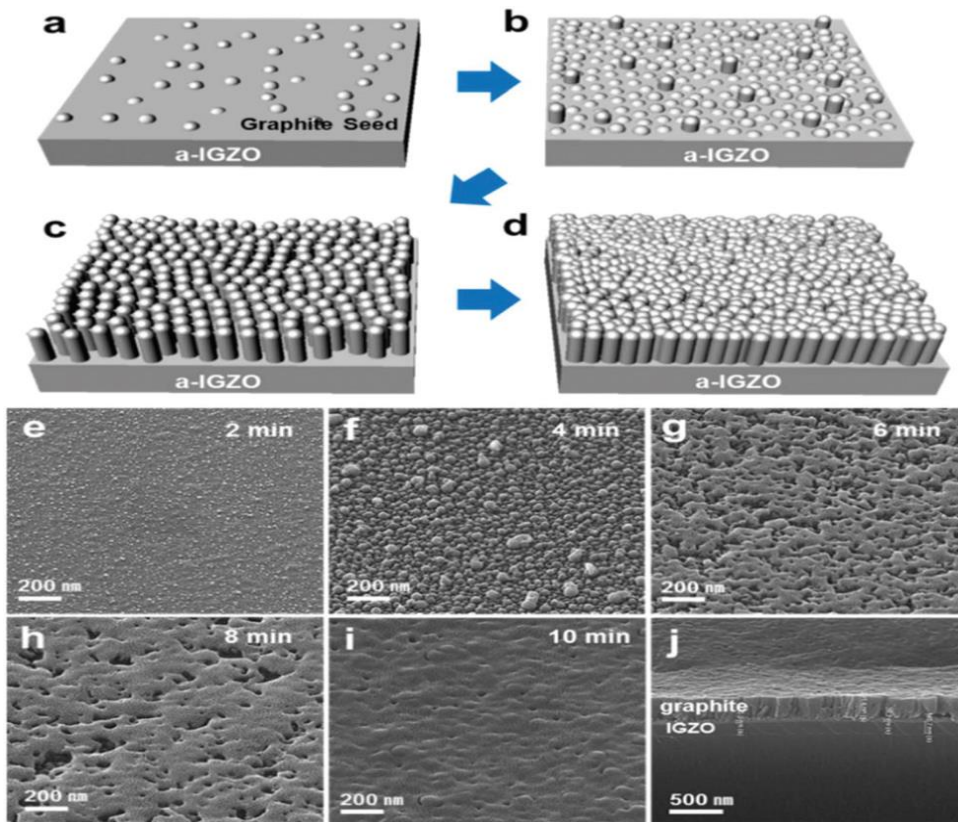 a
Graphite Seed
a-IGZO
b
a-IGZO
c
a-IGZO
d
a-IGZO
e
2 min
200 nm
f
4 min
200 nm
g
6 min
200 nm
h
8 min
200 nm
i
10 min
200 nm
j
graphite
IGZO
500 nm